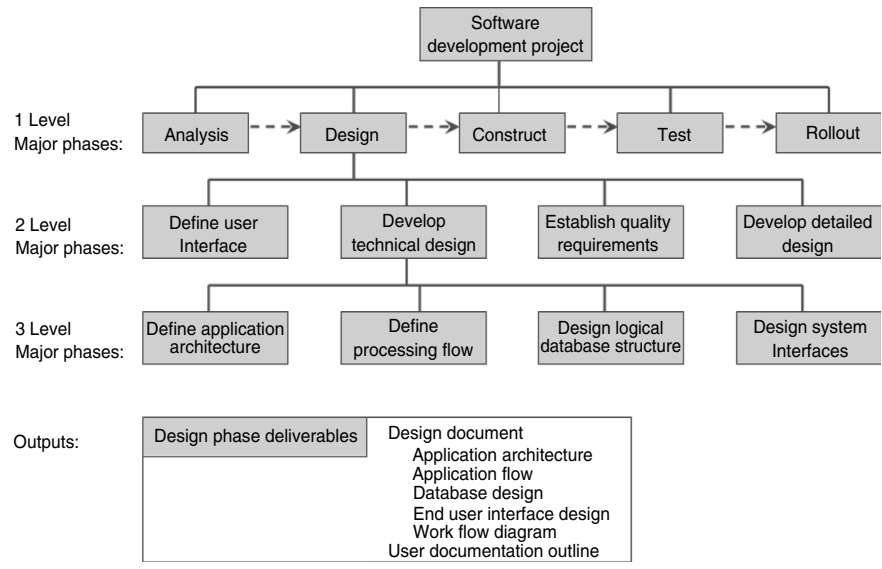 Software
development project
1 Level
Major phases:
Analysis
Design
Construct
Test
Rollout
2 Level
Major phases:
Define user
Interface
Develop
technical design
Establish quality
requirements
Develop detailed
design
3 Level
Major phases:
Define application
architecture
Define
processing flow
Design logical
database structure
Design system
Interfaces
Outputs:
Design phase deliverables
Design document
Application architecture
Application flow
Database design
End user interface design
Work flow diagram
User documentation outline